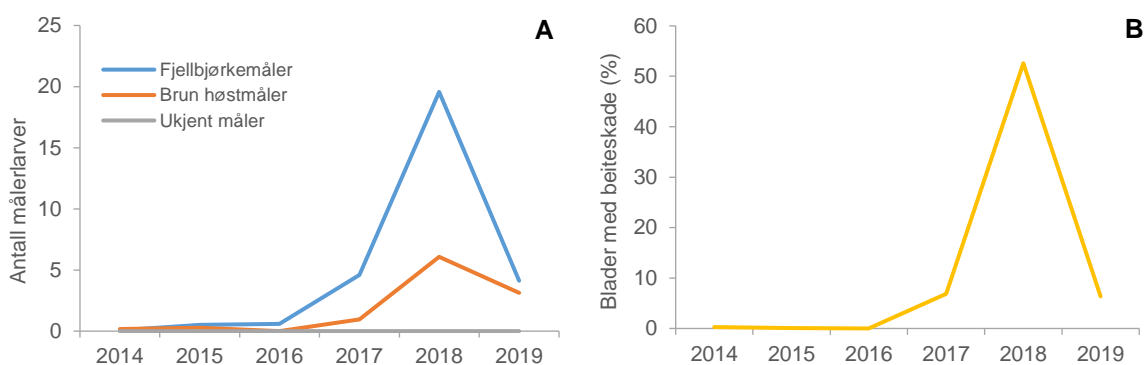 A
Antall målerlarver
25
20
15
10
5
0
Fjellbjørkemåler
Brun høstmåler
Ukjent måler
2014 2015 2016 2017 2018 2019
B
Blader med beiteskade (%)
60
50
40
30
20
10
0
2014 2015 2016 2017 2018 2019